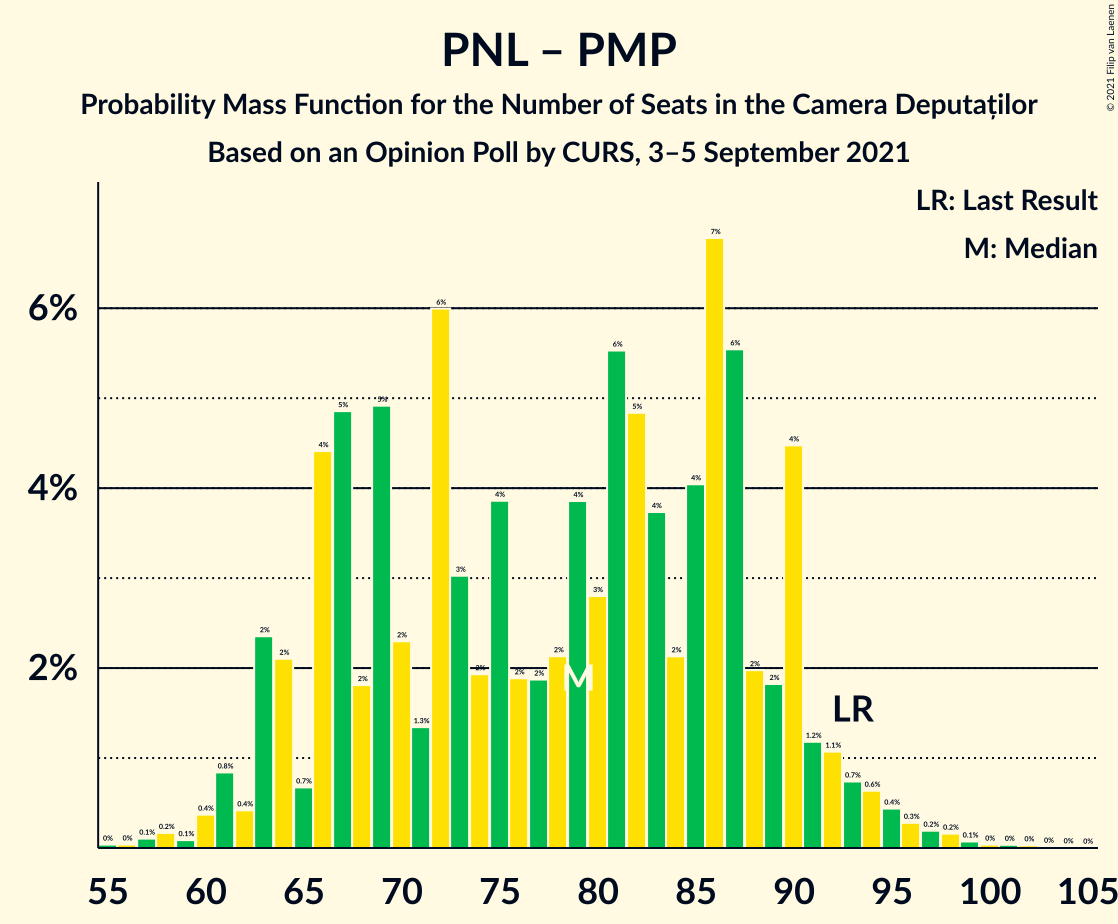 PNL – PMP
Probability Mass Function for the Number of Seats in the Camera Deputaților
Based on an Opinion Poll by CURS, 3–5 September 2021
© 2021 Filip van Laenen
LR: Last Result
M: Median
6%
4%
2%
0% 0% 0.1% 0.2% 0.1% 0.4% 0.8% 0.4% 2% 2% 0.7% 4% 5% 2% 5% 2% 1.3% 6% 3% 2% 4% 2% 2% 2% 4% 3% 6% 5% 4% 2% 4% 7% 6% 2% 2% 4% 1.2% 1.1% 0.7% 0.6% 0.4% 0.3% 0.2% 0.2% 0.1% 0% 0% 0% 0% 0% 0%
M
LR
55 60 65 70 75 80 85 90 95 100 105